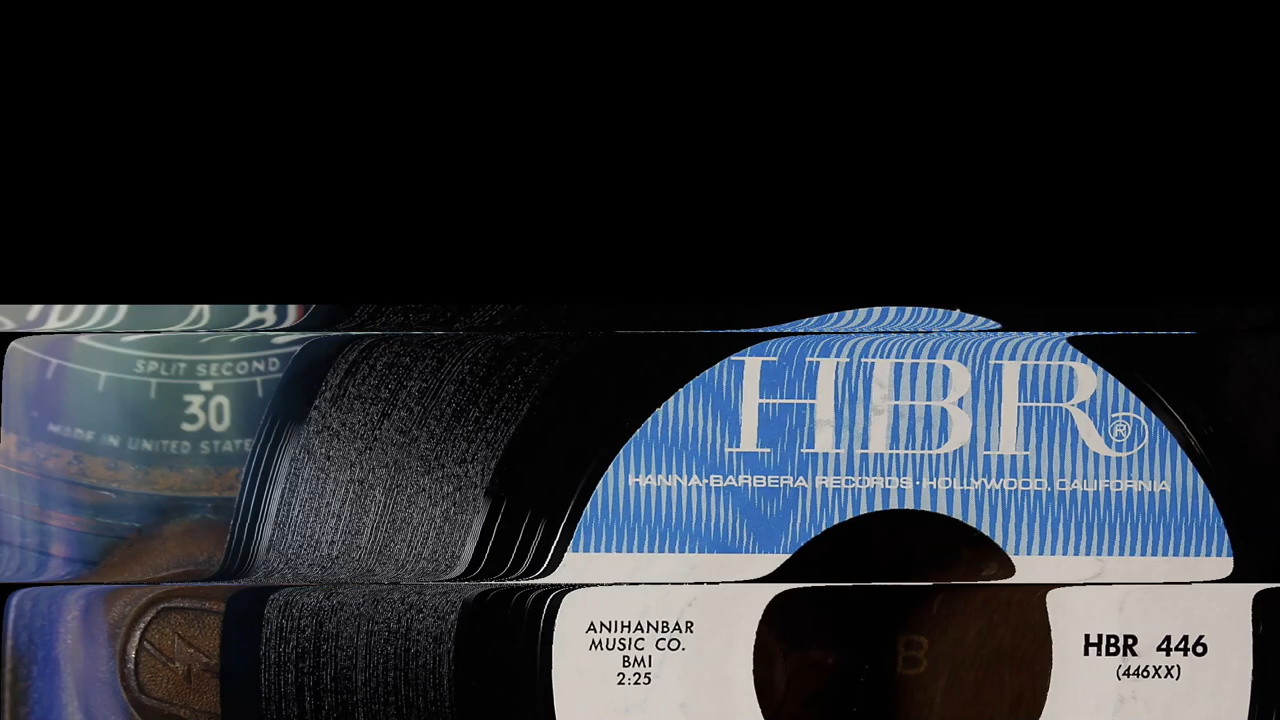 SPLIT SECOND
30
MADE IN UNITED STATE
HBR®
HANNA-BARBERA RECORDS · HOLLYWOOD, CALIFORNIA
ANIHANBAR
MUSIC CO.
BMI
2:25
B
HBR 446
(446XX)